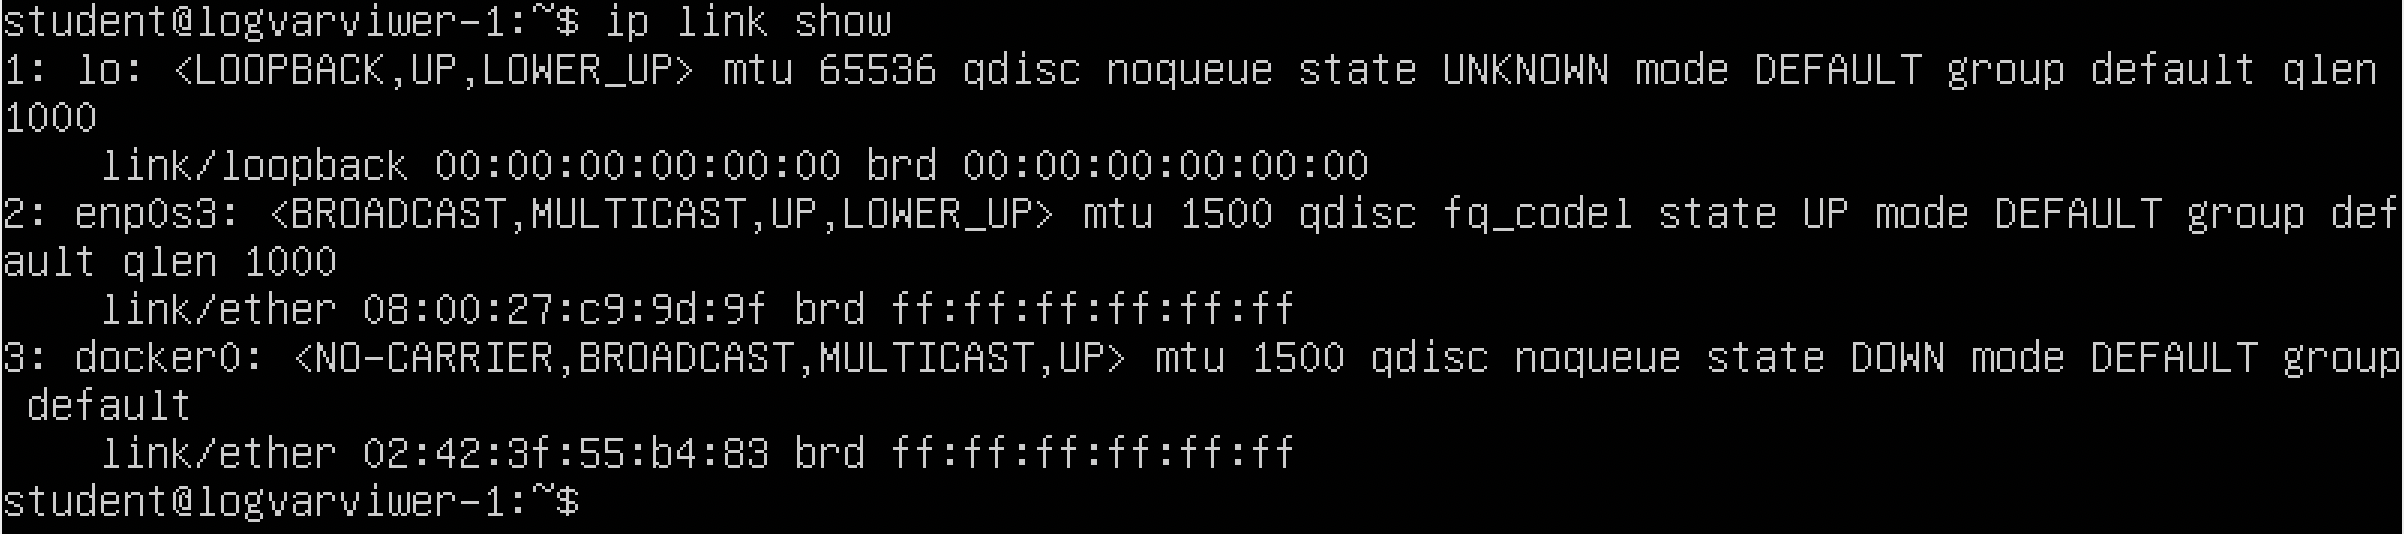 student@logvarviwer-1:~$ ip link show
1: lo: <LOOPBACK,UP,LOWER_UP> mtu 65536 qdisc noqueue state UNKNOWN mode DEFAULT group default qlen
1000
    link/loopback 00:00:00:00:00:00 brd 00:00:00:00:00:00
2: enp0s3: <BROADCAST,MULTICAST,UP,LOWER_UP> mtu 1500 qdisc fq_codel state UP mode DEFAULT group def
ault qlen 1000
    link/ether 08:00:27:c9:9d:9f brd ff:ff:ff:ff:ff:ff
3: docker0: <NO-CARRIER,BROADCAST,MULTICAST,UP> mtu 1500 qdisc noqueue state DOWN mode DEFAULT group
 default
    link/ether 02:42:3f:55:b4:83 brd ff:ff:ff:ff:ff:ff
student@logvarviwer-1:~$